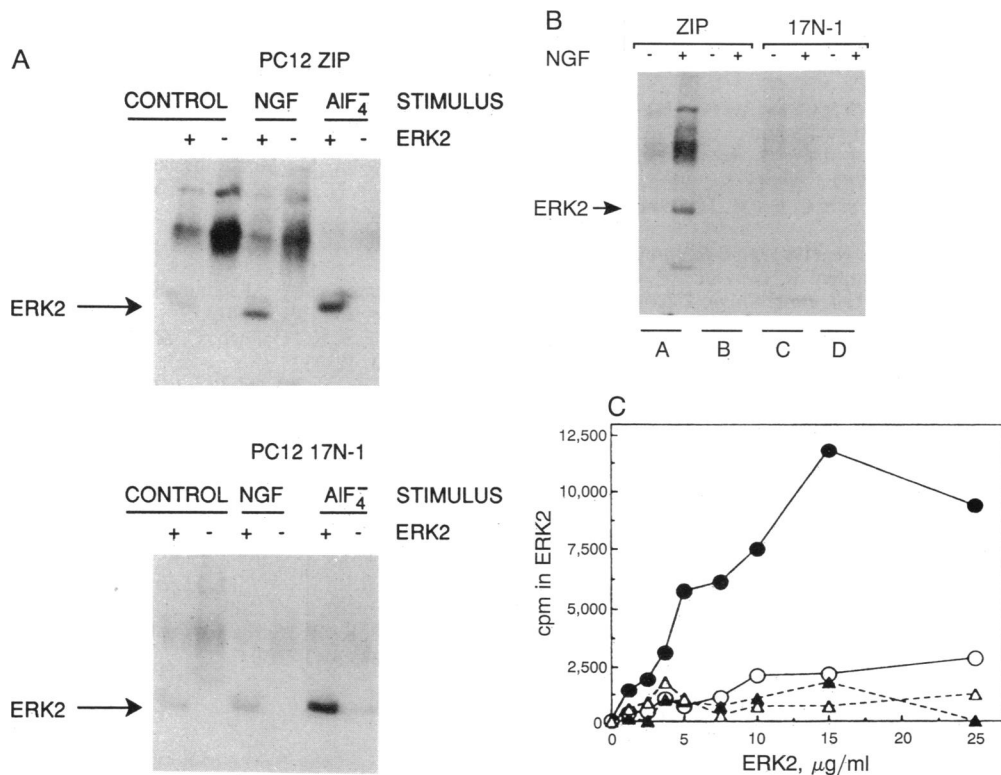 A
PC12 ZIP
CONTROL NGF AlF4− STIMULUS
+ - + - + - ERK2
ERK2
PC12 17N-1
CONTROL NGF AlF4− STIMULUS
+ - + - + - ERK2
ERK2
B
ZIP 17N-1
NGF - + - + - + - +
ERK2
A B C D
C
12,500
10,000
7,500
5,000
2,500
0
cpm in ERK2
0 5 10 15 20 25
ERK2, μg/ml